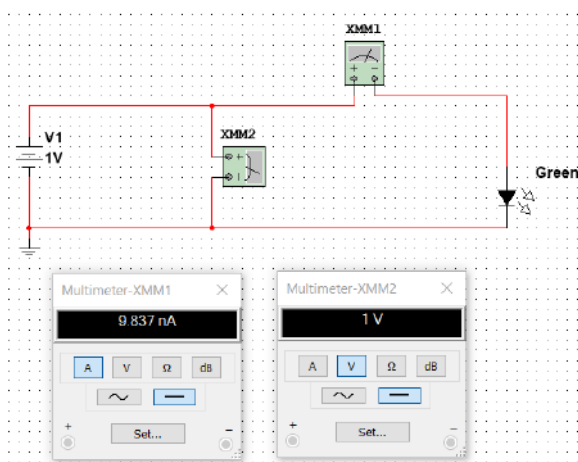 XMM1
+ −
V1
1V
XMM2
+
−
Green
Multimeter-XMM1 ×
9.837 nA
A V Ω dB
~ —
+ Set... −
Multimeter-XMM2 ×
1 V
A V Ω dB
~ —
+ Set... −